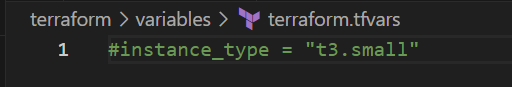 terraform > variables > terraform.tfvars
1 #instance_type = "t3.small"